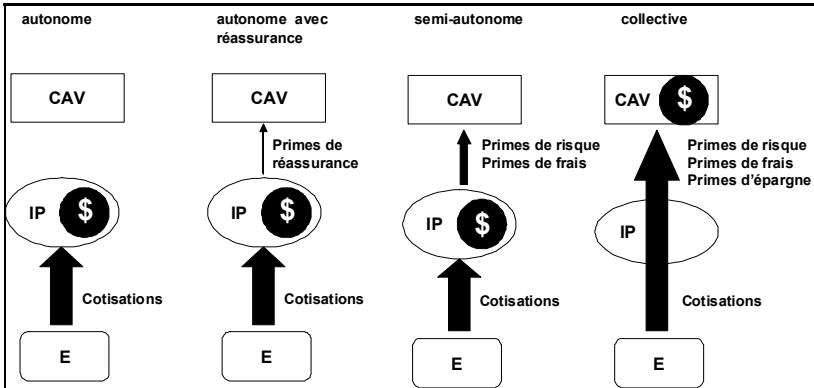 autonome
autonome avec
réassurance
semi-autonome
collective
CAV
CAV
CAV
CAV $
Primes de
réassurance
Primes de risque
Primes de frais
Primes de risque
Primes de frais
Primes d'épargne
IP $
IP $
IP $
IP
Cotisations
Cotisations
Cotisations
Cotisations
E
E
E
E